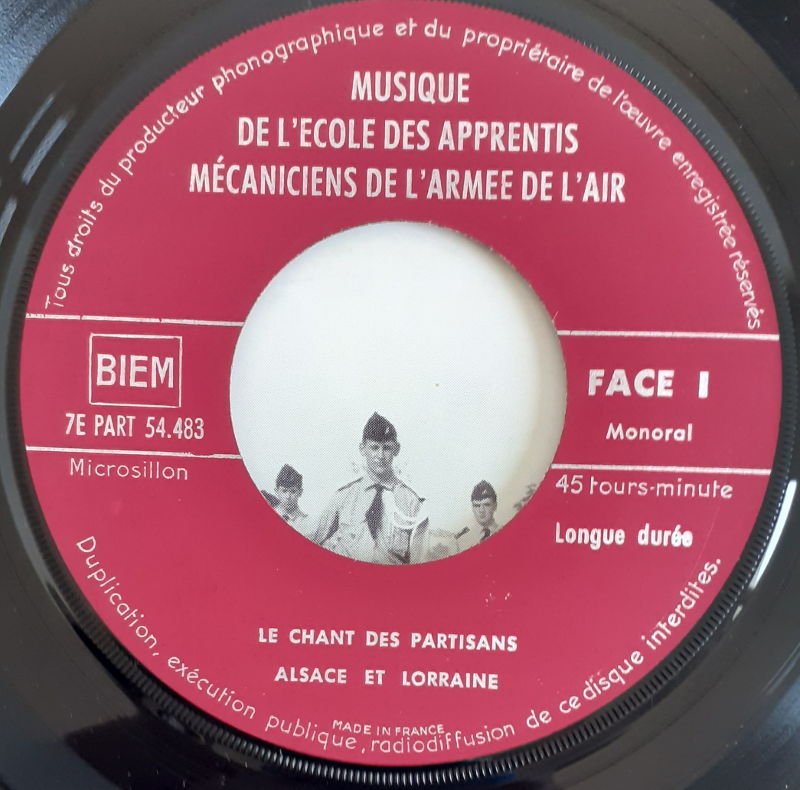 Tous droits du producteur phonographique et du propriétaire de l'œuvre enregistrée réservés
MUSIQUE
DE L'ECOLE DES APPRENTIS
MÉCANICIENS DE L'ARMEE DE L'AIR
BIEM
7E PART 54.483
Microsillon
FACE I
Monoral
45 tours-minute
Longue durée
LE CHANT DES PARTISANS
ALSACE ET LORRAINE
MADE IN FRANCE
Duplication, exécution publique, radiodiffusion de ce disque interdites.